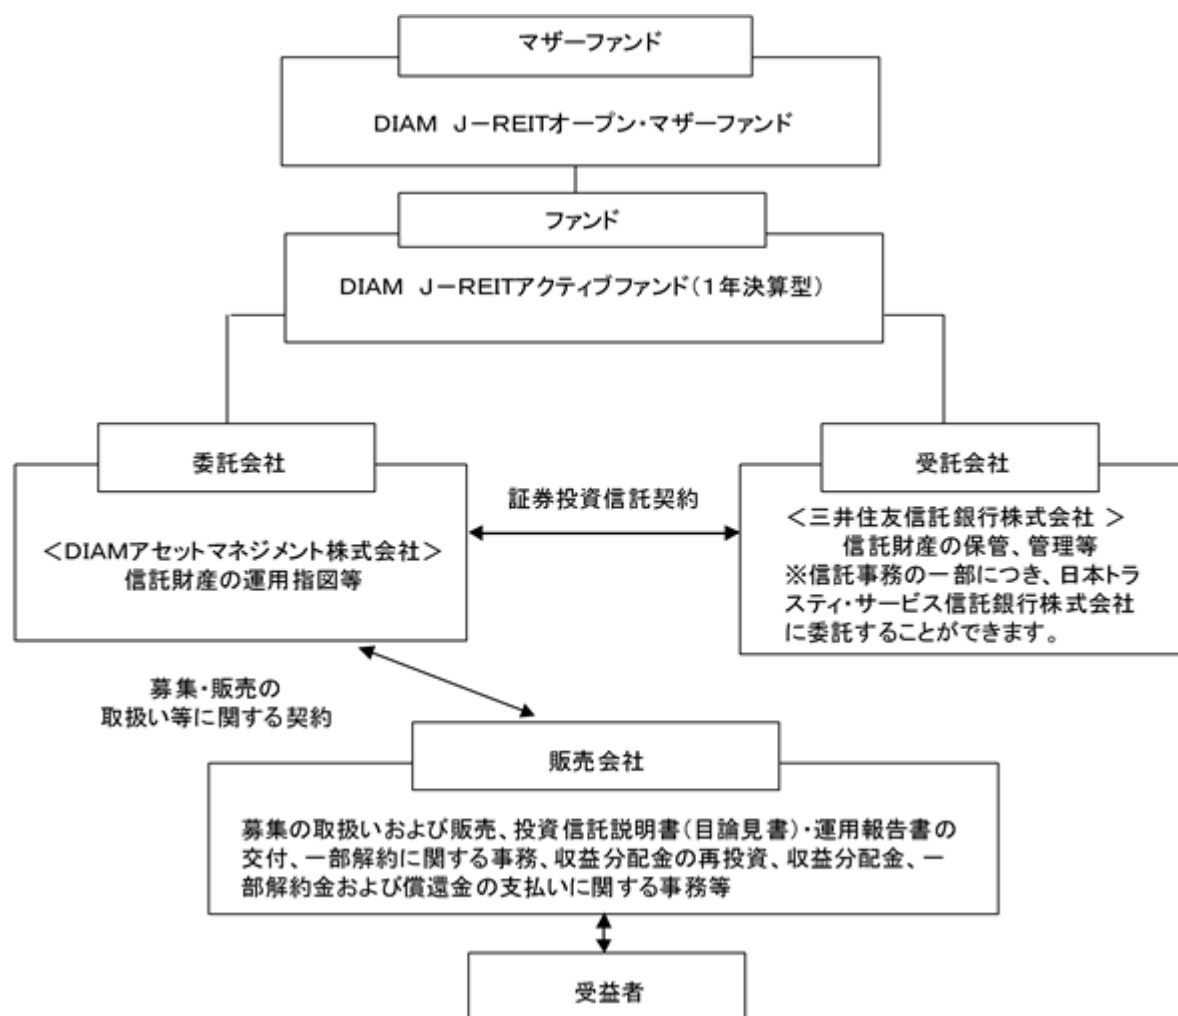 マザーファンド
DIAM J－REITオープン・マザーファンド
ファンド
DIAM J－REITアクティブファンド（１年決算型）
委託会社
＜DIAMアセットマネジメント株式会社＞
信託財産の運用指図等
証券投資信託契約
受託会社
＜三井住友信託銀行株式会社 ＞
信託財産の保管、管理等
※信託事務の一部につき、日本トラ
スティ・サービス信託銀行株式会社
に委託することができます。
募集・販売の
取扱い等に関する契約
販売会社
募集の取扱いおよび販売、投資信託説明書（目論見書）・運用報告書の
交付、一部解約に関する事務、収益分配金の再投資、収益分配金、一
部解約金および償還金の支払いに関する事務等
受益者